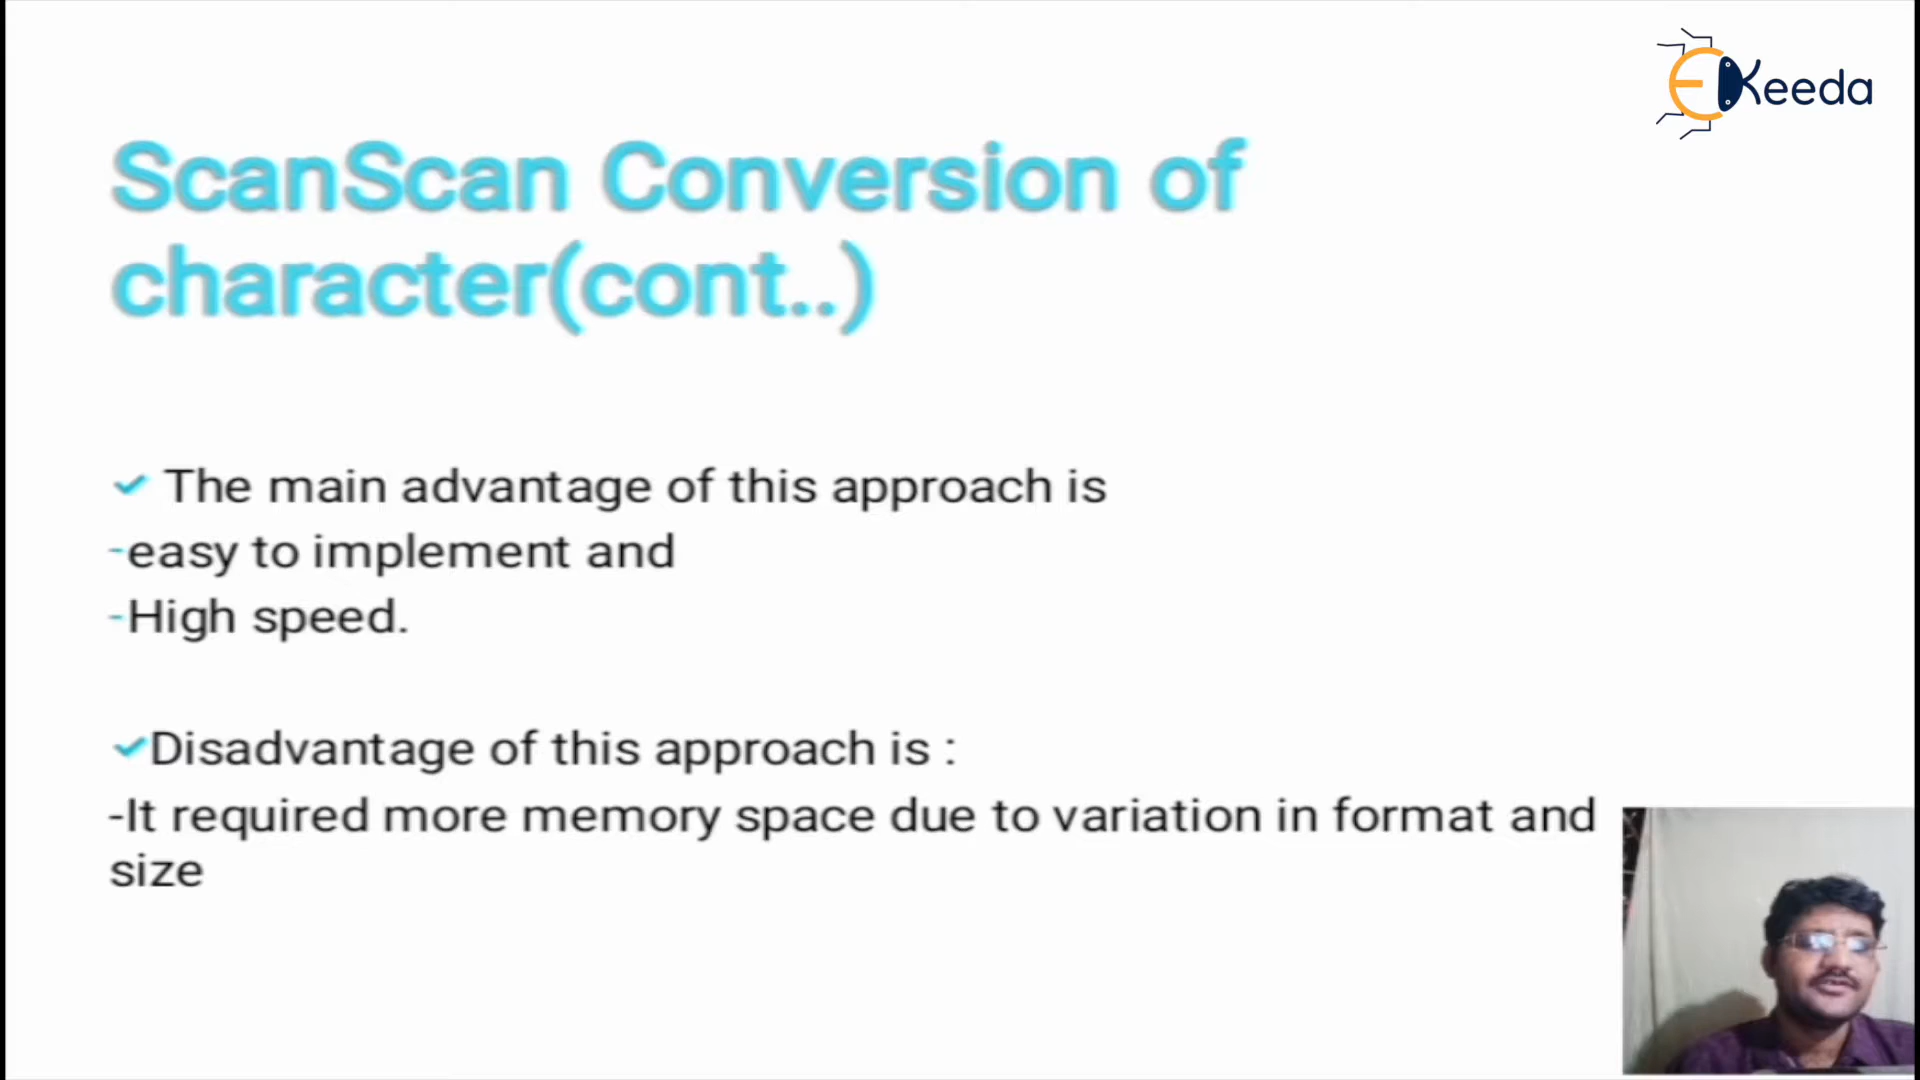 EKeeda
ScanScan Conversion of
character(cont..)
✓ The main advantage of this approach is
-easy to implement and
-High speed.
✓Disadvantage of this approach is :
-It required more memory space due to variation in format and
size